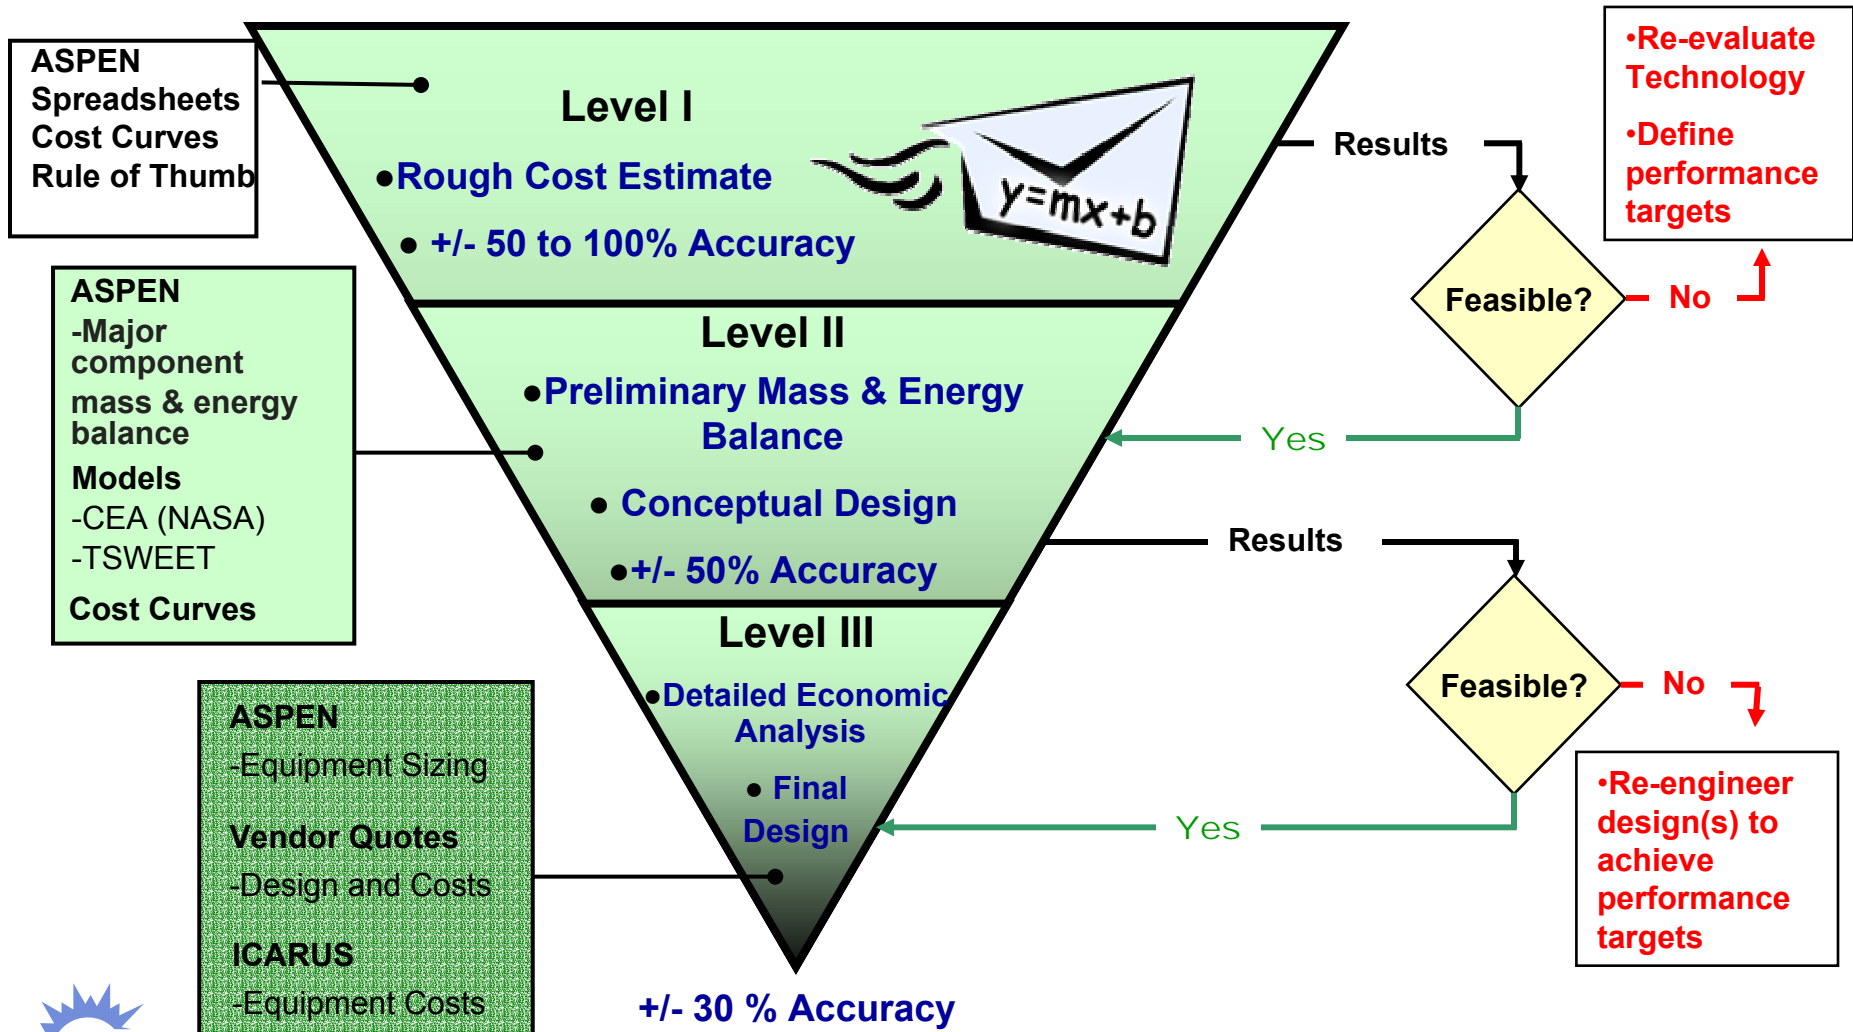 ASPEN
Spreadsheets
Cost Curves
Rule of Thumb
Level I
•Rough Cost Estimate
• +/- 50 to 100% Accuracy
y=mx+b
Results
Feasible?
No
•Re-evaluate
Technology
•Define
performance
targets
Yes
ASPEN
-Major
component
mass & energy
balance
Models
-CEA (NASA)
-TSWEET
Cost Curves
Level II
•Preliminary Mass & Energy
Balance
• Conceptual Design
•+/- 50% Accuracy
Results
Feasible?
No
•Re-engineer
design(s) to
achieve
performance
targets
Yes
ASPEN
-Equipment Sizing
Vendor Quotes
-Design and Costs
ICARUS
-Equipment Costs
Level III
•Detailed Economic
Analysis
• Final
Design
+/- 30 % Accuracy